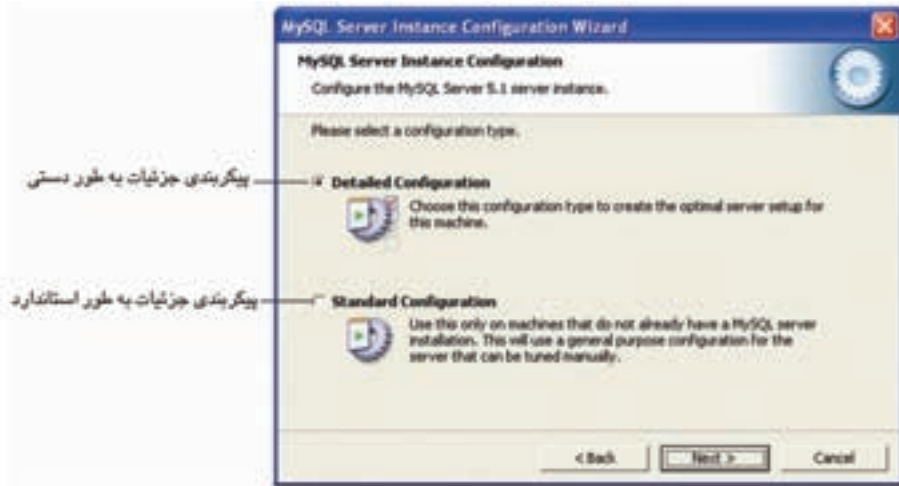 MySQL Server Instance Configuration Wizard
MySQL Server Instance Configuration
Configure the MySQL Server 5.1 server instance.
Please select a configuration type.
پیکربندی جزئیات به طور دستی
Detailed Configuration
Choose this configuration type to create the optimal server setup for
this machine.
پیکربندی جزئیات به طور استاندارد
Standard Configuration
Use this only on machines that do not already have a MySQL server
installation. This will use a general purpose configuration for the
server that can be tuned manually.
< Back
Next >
Cancel